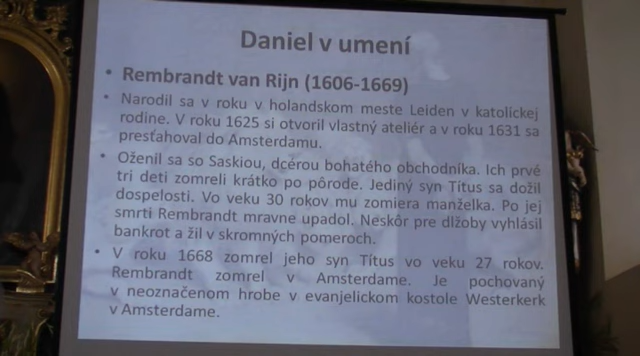 Daniel v umení
• Rembrandt van Rijn (1606-1669)
• Narodil sa v roku v holandskom meste Leiden v katolíckej
rodine. V roku 1625 si otvoril vlastný ateliér a v roku 1631 sa
presťahoval do Amsterdamu.
• Oženil sa so Saskiou, dcérou bohatého obchodníka. Ich prvé
tri deti zomreli krátko po pôrode. Jediný syn Títus sa dožil
dospelosti. Vo veku 30 rokov mu zomiera manželka. Po jej
smrti Rembrandt mravne upadol. Neskôr pre dlžoby vyhlásil
bankrot a žil v skromných pomeroch.
• V roku 1668 zomrel jeho syn Títus vo veku 27 rokov.
Rembrandt zomrel v Amsterdame. Je pochovaný
v neoznačenom hrobe v evanjelickom kostole Westerkerk
v Amsterdame.